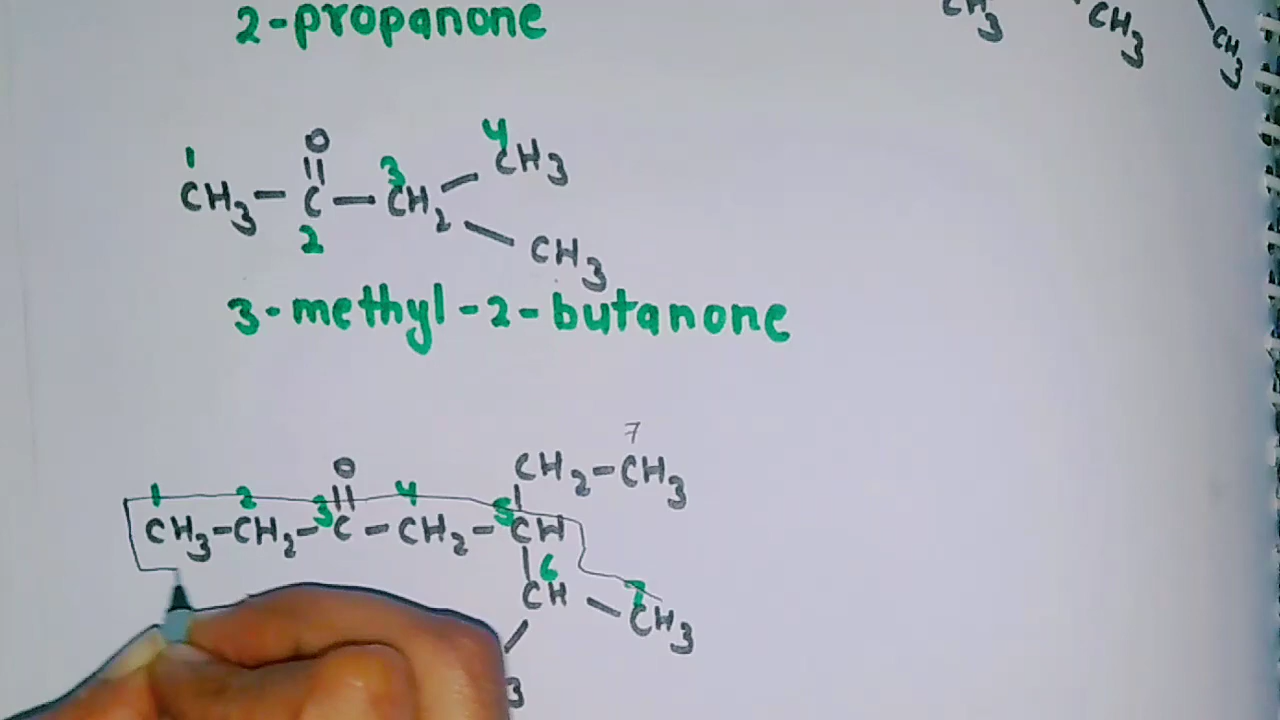 2-propanone
CH3 CH3 CH3
1 O 3 4
CH3 - C - CH2 CH3
2 CH3
3-methyl-2-butanone
7
O CH2-CH3
1 2 3 4 5
CH3-CH2-C-CH2-CH
6 7
CH CH3
3